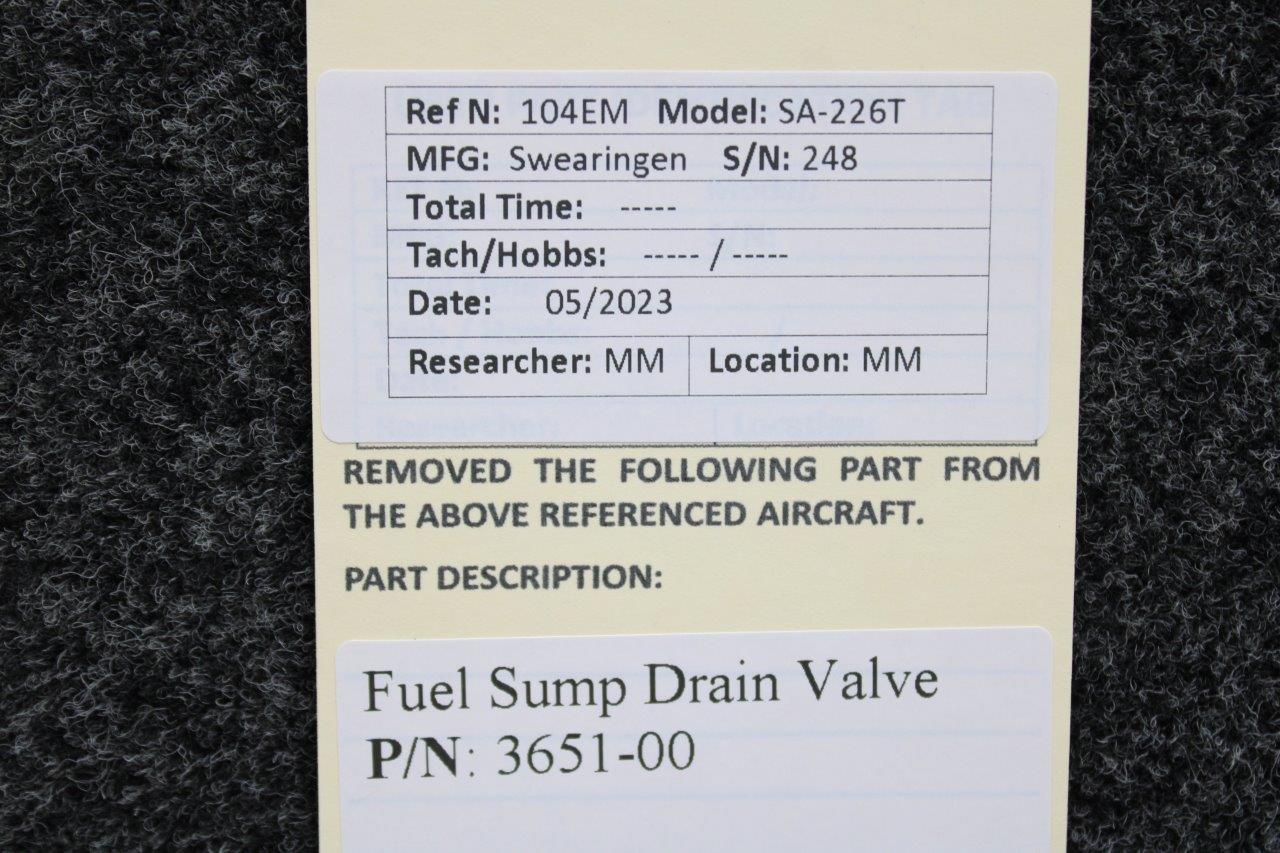 Ref N: 104EM Model: SA-226T
MFG: Swearingen S/N: 248
Total Time: -----
Tach/Hobbs: ----- / -----
Date: 05/2023
Researcher: MM Location: MM
REMOVED THE FOLLOWING PART FROM
THE ABOVE REFERENCED AIRCRAFT.
PART DESCRIPTION:
Fuel Sump Drain Valve
P/N: 3651-00